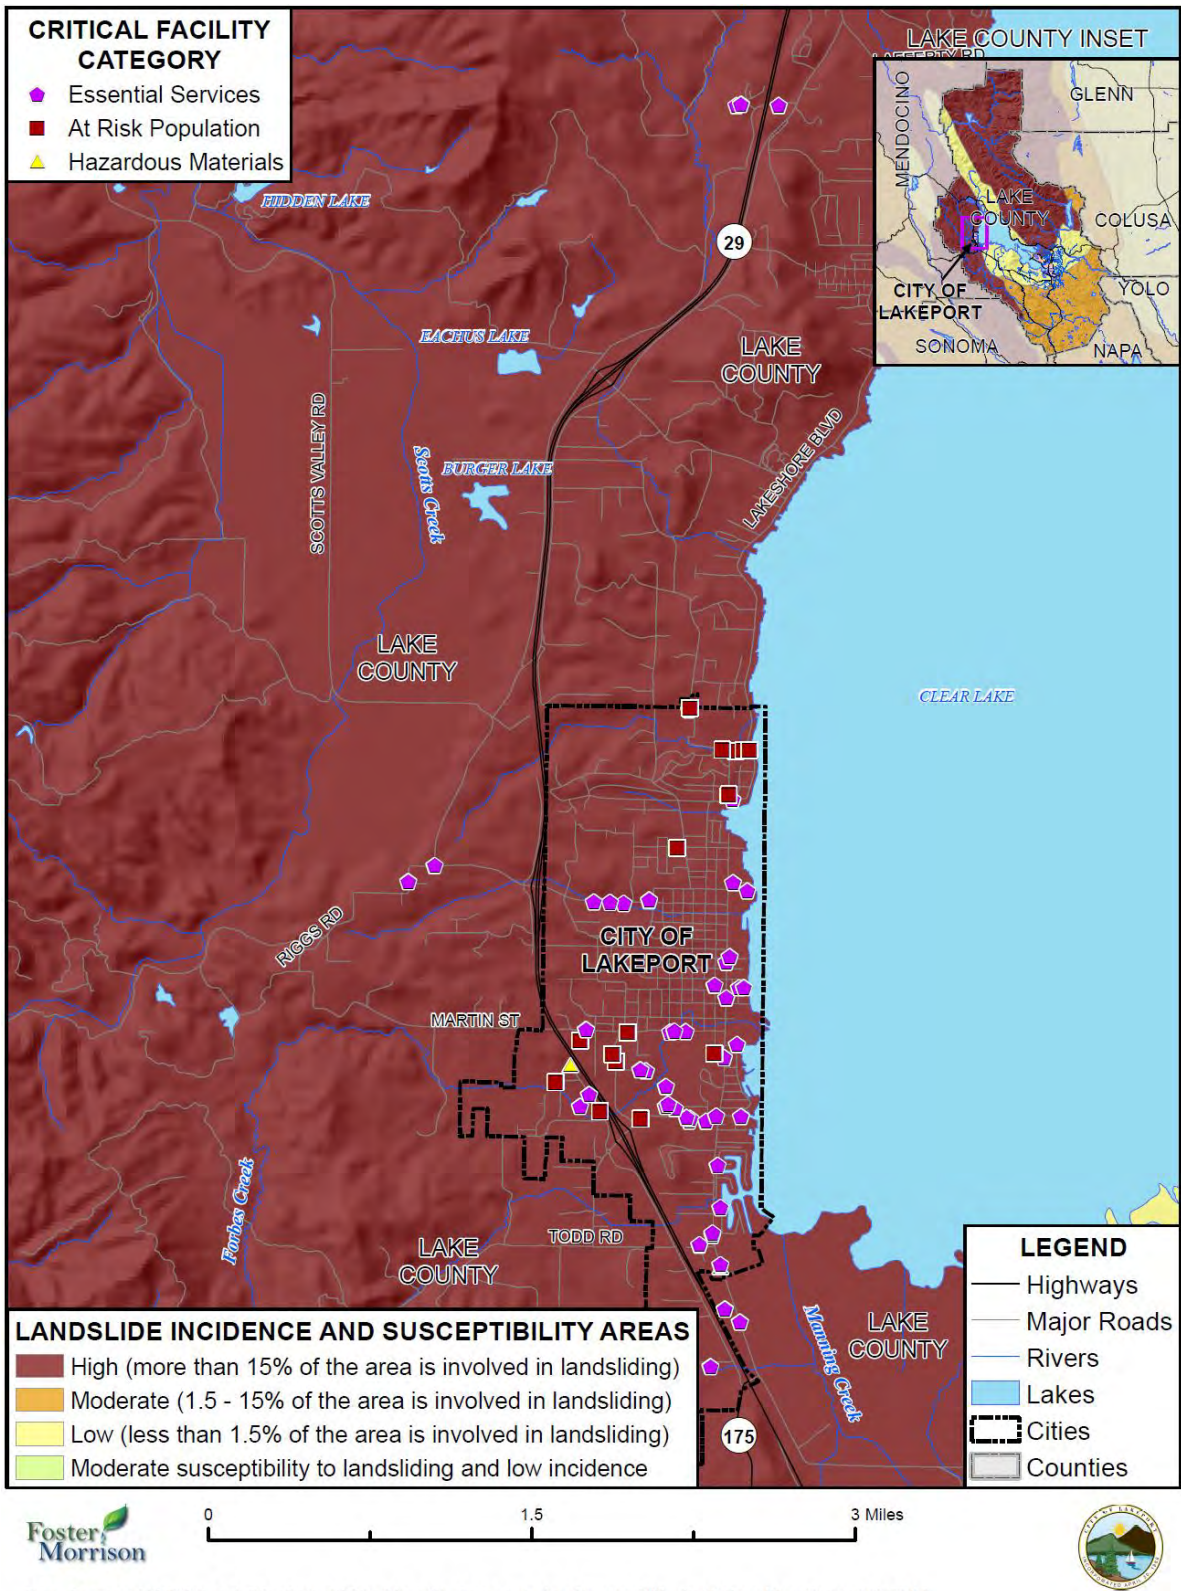 CRITICAL FACILITY
CATEGORY
Essential Services
At Risk Population
Hazardous Materials
LAKE COUNTY INSET
LAFFERTY RD
MENDOCINO
GLENN
LAKE
COUNTY
COLUSA
CITY OF
LAKEPORT
YOLO
SONOMA
NAPA
HIDDEN LAKE
29
EACHUS LAKE
LAKE
COUNTY
SCOTTS VALLEY RD
Scotts Creek
BURGER LAKE
LAKESHORE BLVD
LAKE
COUNTY
CLEAR LAKE
RIGGS RD
CITY OF
LAKEPORT
MARTIN ST
Forbes Creek
TODD RD
LAKE
COUNTY
Manning Creek
LAKE
COUNTY
175
LANDSLIDE INCIDENCE AND SUSCEPTIBILITY AREAS
High (more than 15% of the area is involved in landsliding)
Moderate (1.5 - 15% of the area is involved in landsliding)
Low (less than 1.5% of the area is involved in landsliding)
Moderate susceptibility to landsliding and low incidence
LEGEND
Highways
Major Roads
Rivers
Lakes
Cities
Counties
Foster
Morrison
0 1.5 3 Miles
CITY OF LAKEPORT